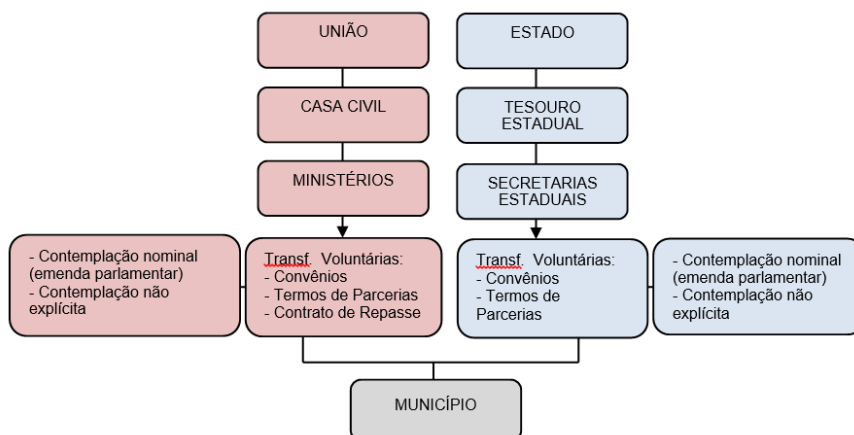 UNIÃO
ESTADO
CASA CIVIL
TESOURO
ESTADUAL
MINISTÉRIOS
SECRETARIAS
ESTADUAIS
- Contemplação nominal
(emenda parlamentar)
- Contemplação não
explícita
Transf. Voluntárias:
- Convênios
- Termos de Parcerias
- Contrato de Repasse
Transf. Voluntárias:
- Convênios
- Termos de
Parcerias
- Contemplação nominal
(emenda parlamentar)
- Contemplação não
explícita
MUNICÍPIO